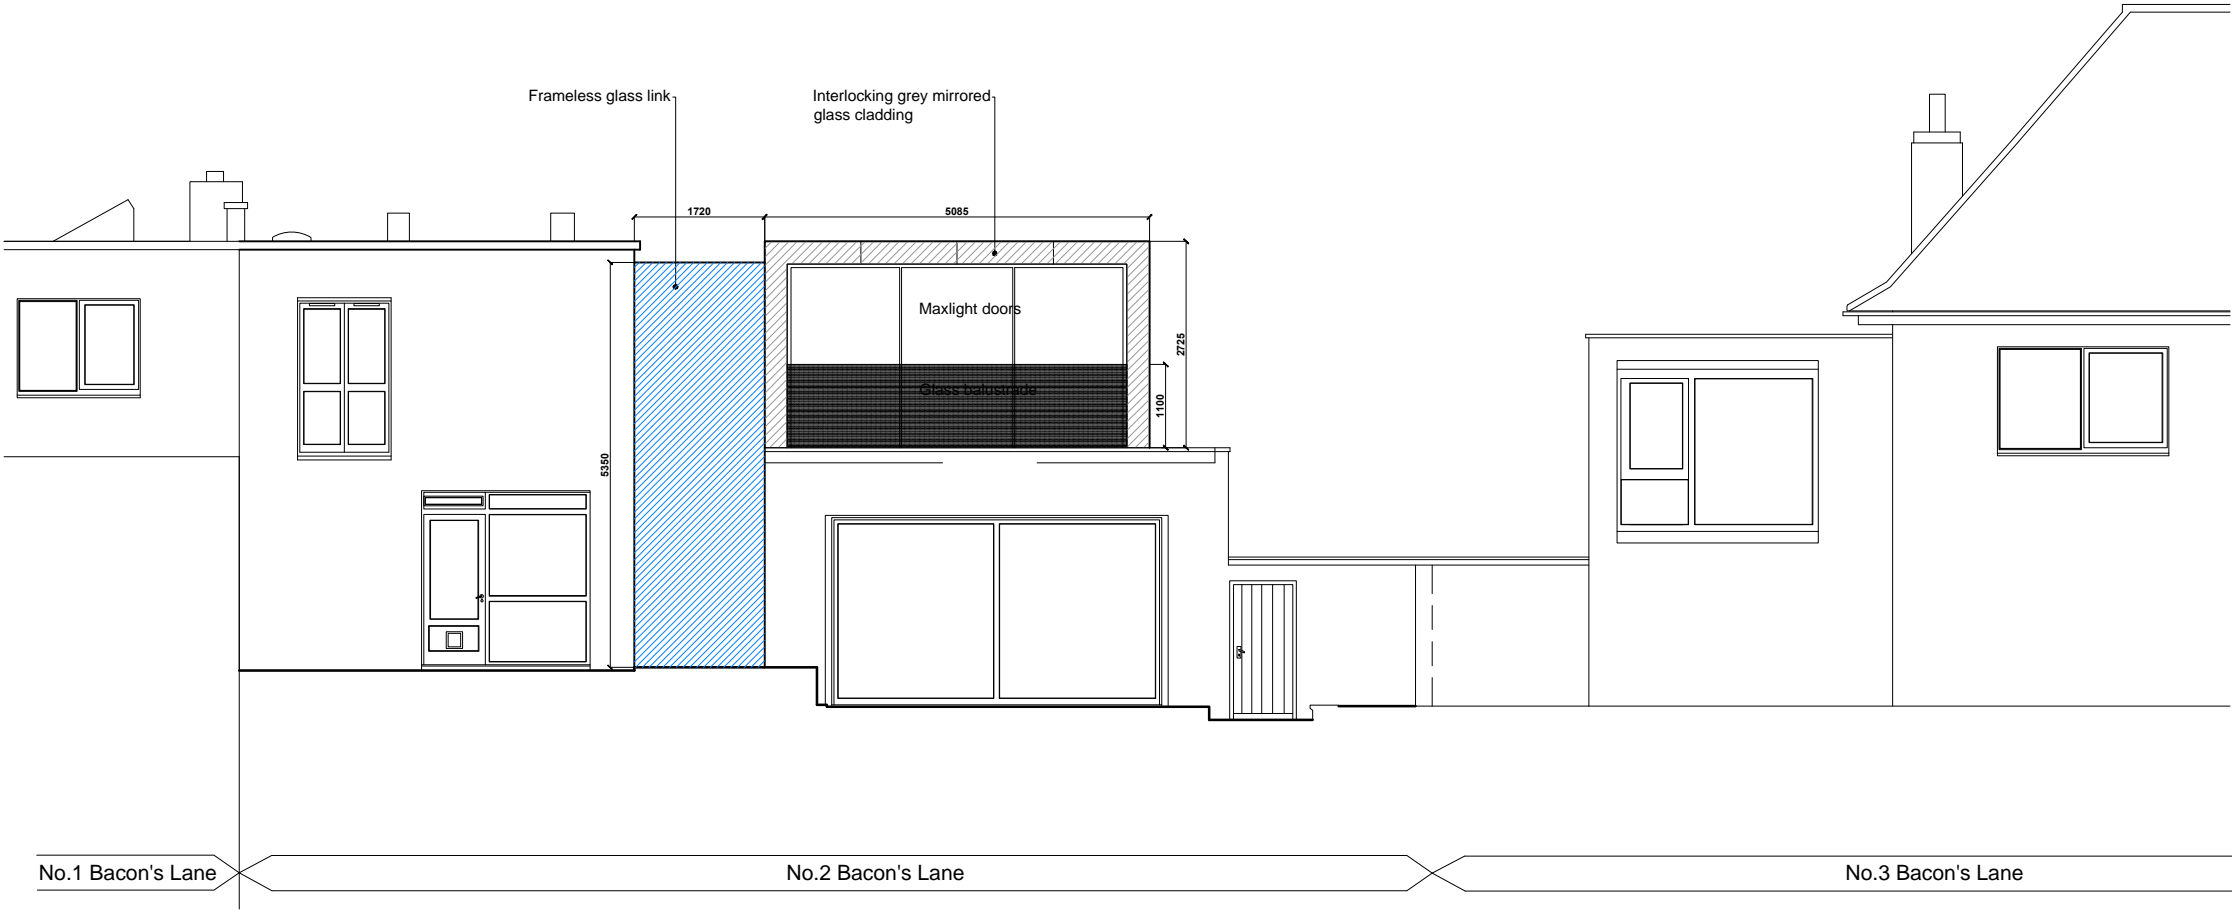 Frameless glass link
Interlocking grey mirrored
glass cladding
1720
5085
Maxlight doors
2725
Glass balustrade
1100
5350
No.1 Bacon's Lane
No.2 Bacon's Lane
No.3 Bacon's Lane